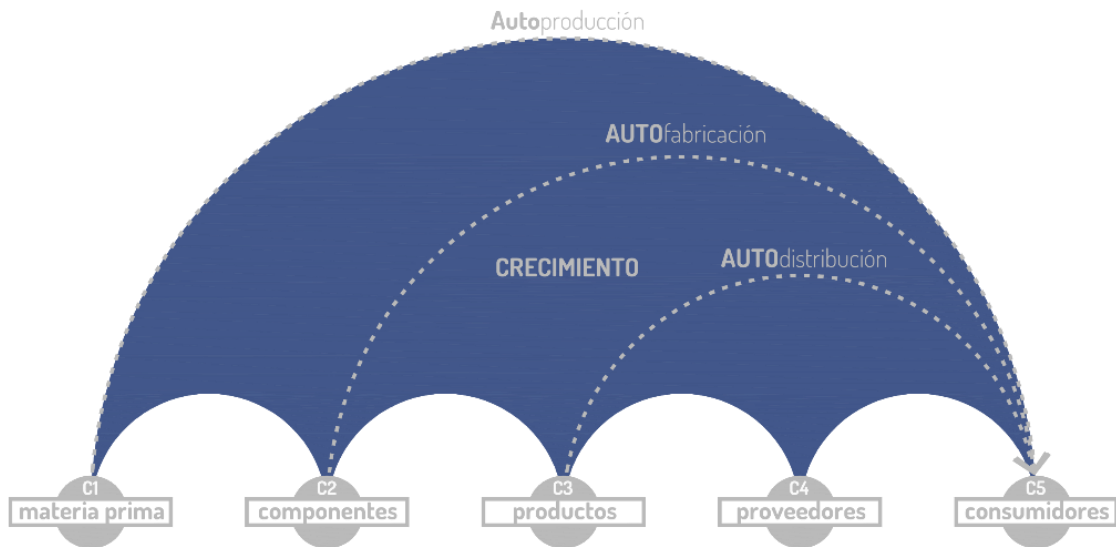 Autoproducción
AUTOfabricación
CRECIMIENTO
AUTOdistribución
C1
C2
C3
C4
C5
materia prima
componentes
productos
proveedores
consumidores